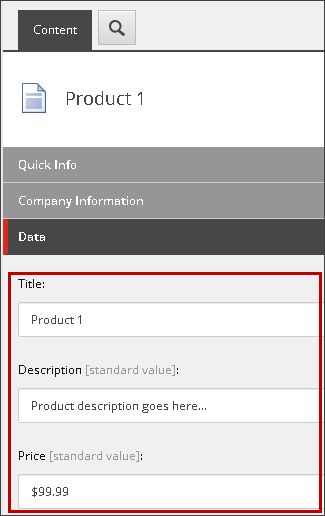 Content
Product 1
Quick Info
Company Information
Data
Title:
Product 1
Description [standard value]:
Product description goes here...
Price [standard value]:
$99.99